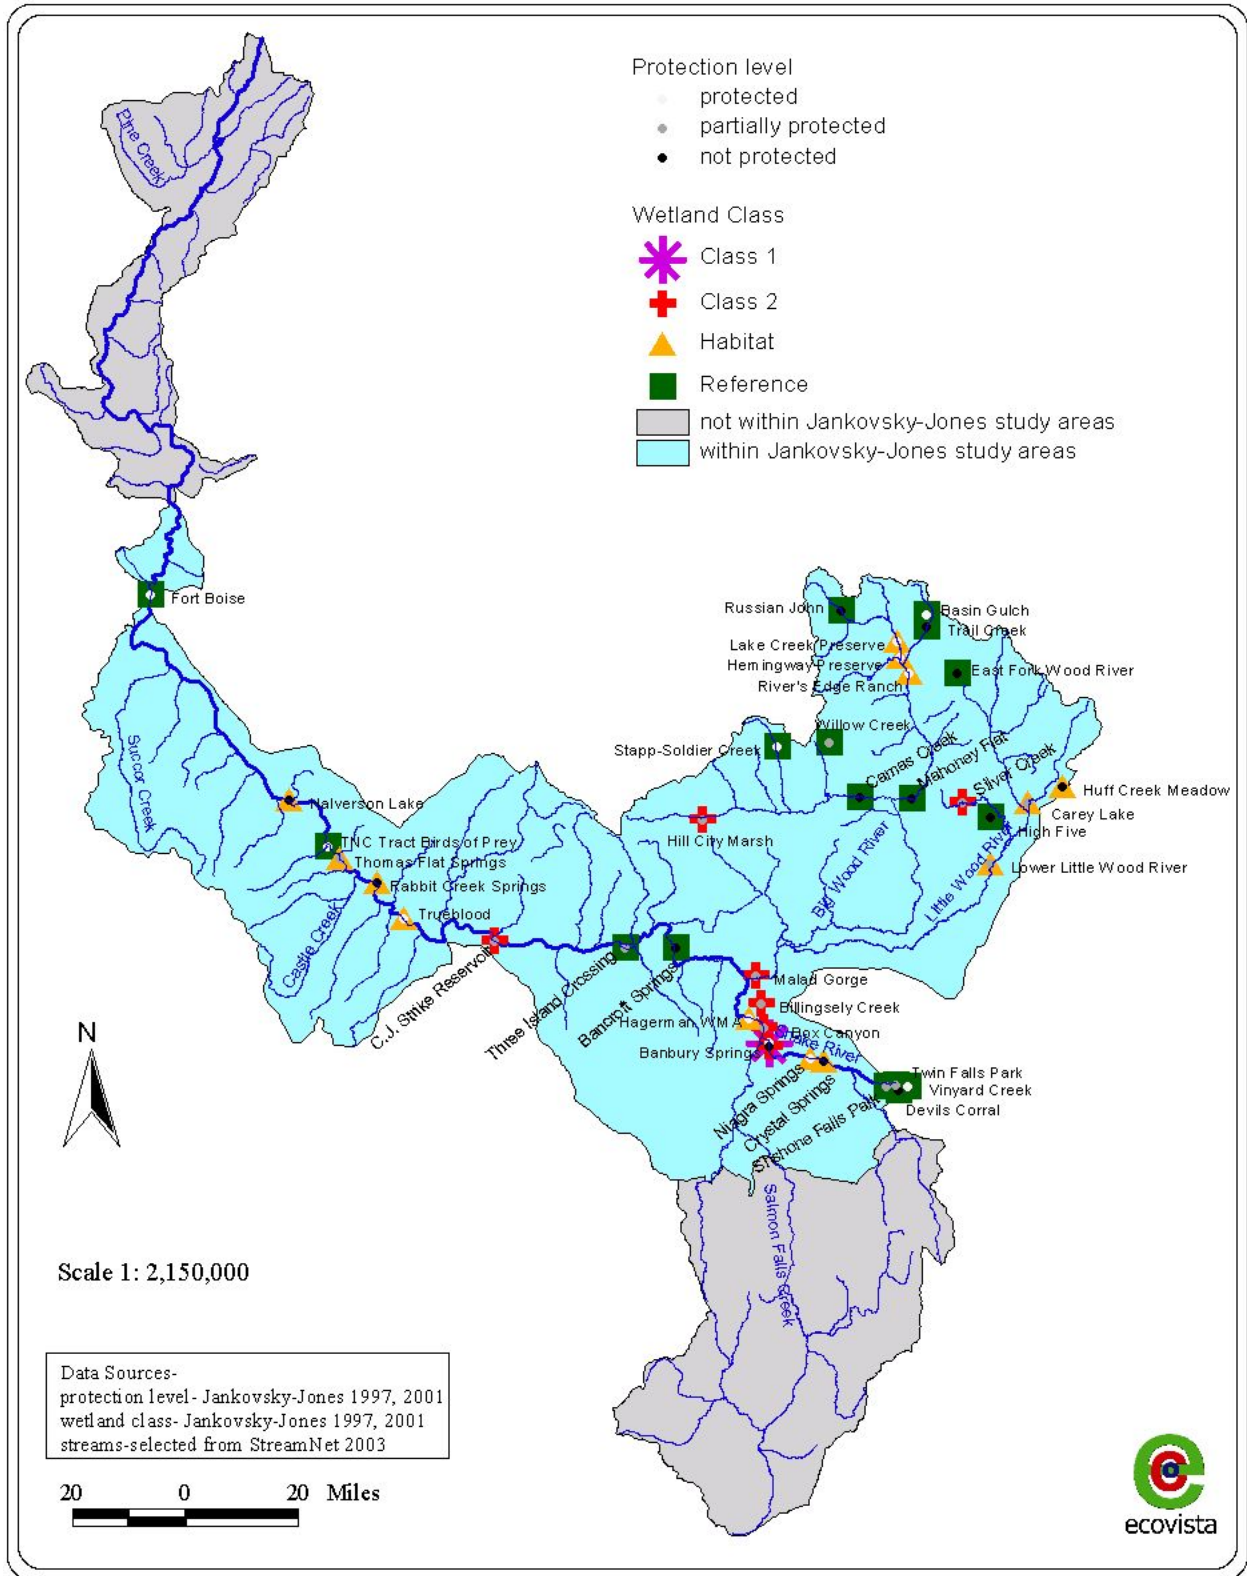 Protection level
protected
partially protected
not protected
Wetland Class
Class 1
Class 2
Habitat
Reference
not within Jankovsky-Jones study areas
within Jankovsky-Jones study areas
Pine Creek
Fort Boise
Succor Creek
Halverson Lake
TNC Tract Birds of Prey
Thomas Flat Springs
Rabbit Creek Springs
Trueblood
Castle Creek
C.J. Strike Reservoir
Three Island Crossing
Bancroft Springs
Russian John
Basin Gulch
Trail Creek
Lake Creek Preserve
Hemingway Preserve
River's Edge Ranch
East Fork Wood River
Willow Creek
Stapp-Soldier Creek
Camas Creek
Mahoney Flat
Silver Creek
Huff Creek Meadow
Carey Lake
High Five
Hill City Marsh
Lower Little Wood River
Big Wood River
Little Wood River
Malad Gorge
Billingsely Creek
Hagerman WMA
Box Canyon
Snake River
Banbury Springs
Niagra Springs
Crystal Springs
Shshone Falls Park
Twin Falls Park
Vinyard Creek
Devils Corral
Salmon Falls Creek
N
Scale 1: 2,150,000
Data Sources-
protection level- Jankovsky-Jones 1997, 2001
wetland class- Jankovsky-Jones 1997, 2001
streams-selected from StreamNet 2003
20 0 20 Miles
ecovista